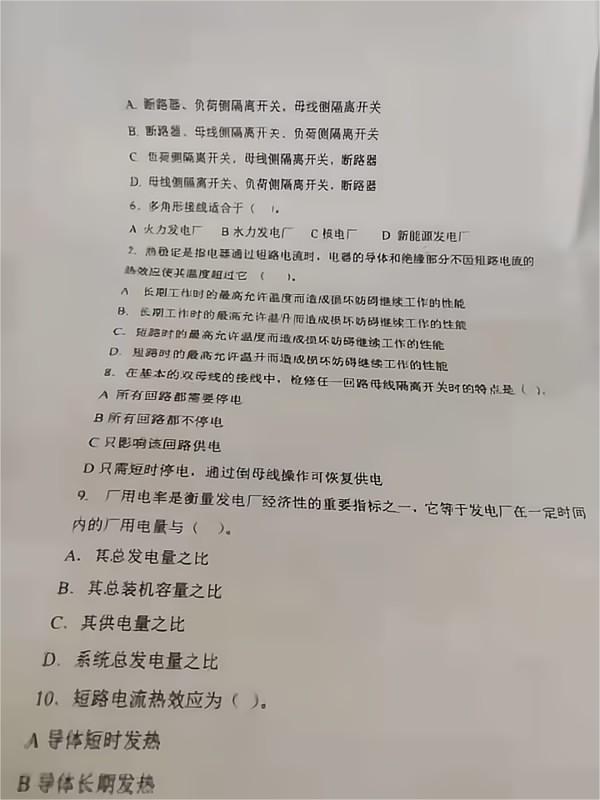 A. 断路器、负荷侧隔离开关，母线侧隔离开关
B. 断路器、母线侧隔离开关、负荷侧隔离开关
C. 负荷侧隔离开关，母线侧隔离开关，断路器
D. 母线侧隔离开关、负荷侧隔离开关，断路器
6、多角形接线适合于（ ）。
A 火力发电厂 B 水力发电厂 C 核电厂 D 新能源发电厂
7、热稳定是指电器通过短路电流时，电器的导体和绝缘部分不因短路电流的
热效应使其温度超过它（ ）。
A 长期工作时的最高允许温度而造成损坏妨碍继续工作的性能
B. 长期工作时的最高允许温升而造成损坏妨碍继续工作的性能
C. 短路时的最高允许温度而造成损坏妨碍继续工作的性能
D. 短路时的最高允许温升而造成损坏妨碍继续工作的性能
8、在基本的双母线的接线中，检修任一回路母线隔离开关时的特点是（ ）。
A 所有回路都需要停电
B 所有回路都不停电
C 只影响该回路供电
D 只需短时停电，通过倒母线操作可恢复供电
9. 厂用电率是衡量发电厂经济性的重要指标之一，它等于发电厂在一定时间
内的厂用电量与（ ）。
A. 其总发电量之比
B. 其总装机容量之比
C. 其供电量之比
D. 系统总发电量之比
10、短路电流热效应为（ ）。
A 导体短时发热
B 导体长期发热